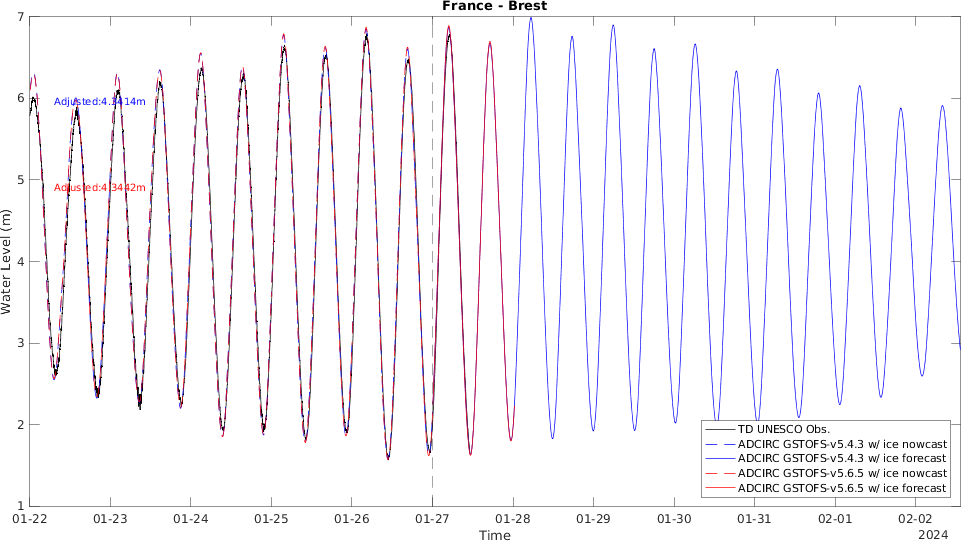 France - Brest
7
6
5
4
3
2
1
Water Level (m)
Adjusted:4.3414m
Adjusted:4.3442m
TD UNESCO Obs.
ADCIRC GSTOFS-v5.4.3 w/ ice nowcast
ADCIRC GSTOFS-v5.4.3 w/ ice forecast
ADCIRC GSTOFS-v5.6.5 w/ ice nowcast
ADCIRC GSTOFS-v5.6.5 w/ ice forecast
01-22 01-23 01-24 01-25 01-26 01-27 01-28 01-29 01-30 01-31 02-01 02-02
Time
2024